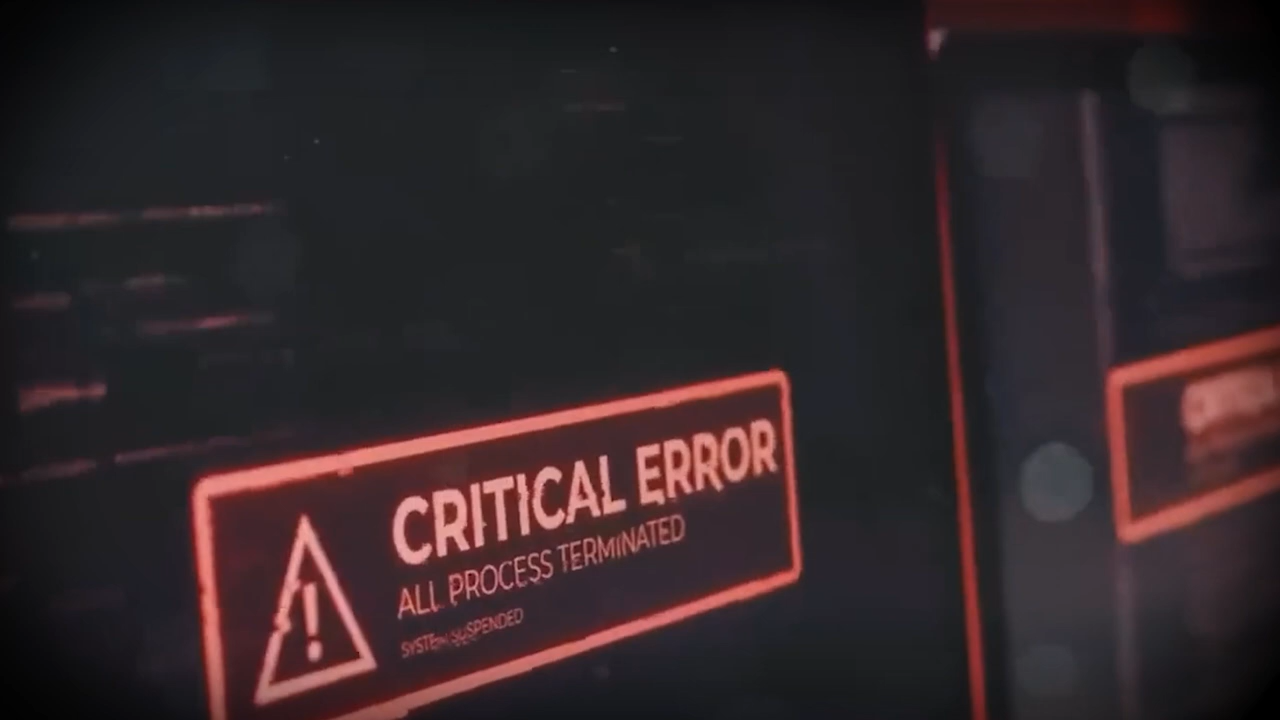 CRITICAL ERROR
ALL PROCESS TERMINATED
SYSTEM SUSPENDED